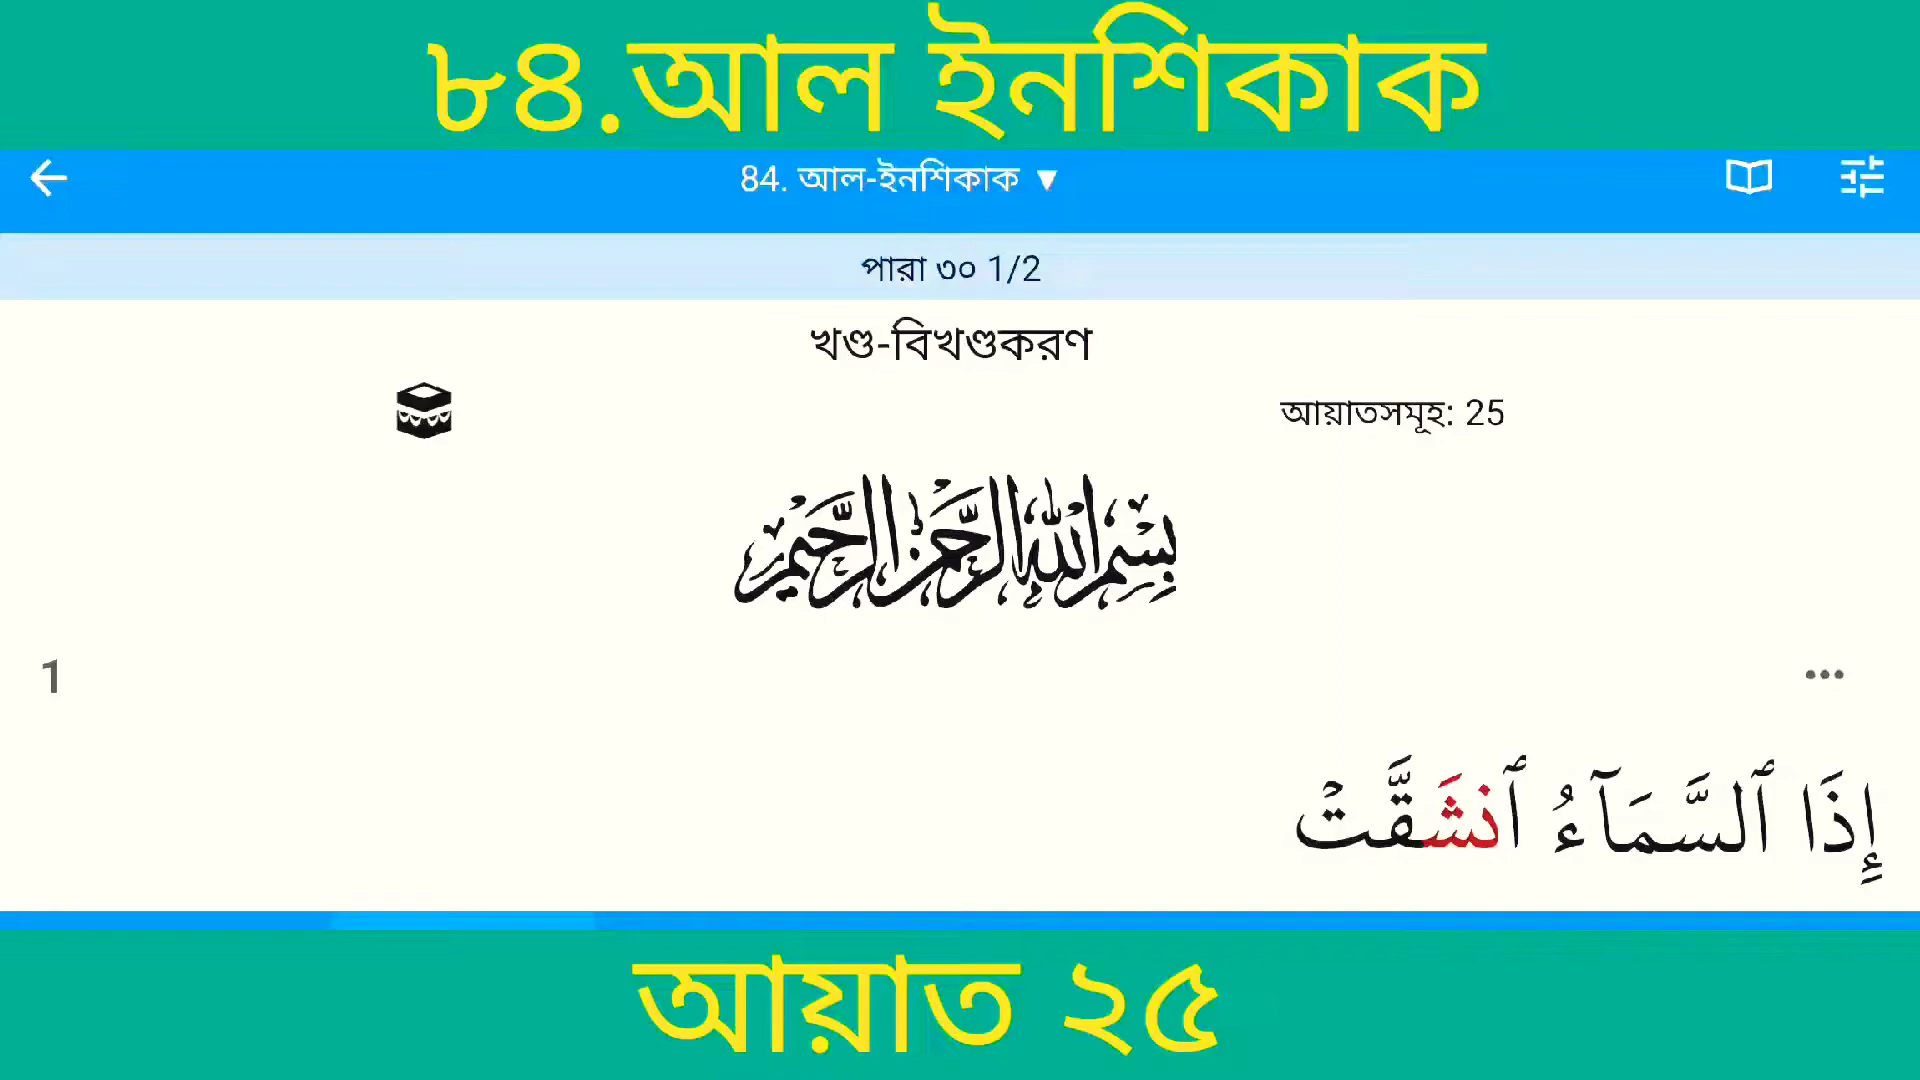 ৮৪.আল ইনশিকাক
84. আল-ইনশিকাক ▼
পারা ৩০ 1/2
খণ্ড-বিখণ্ডকরণ
আয়াতসমূহ: 25
بِسْمِ اللَّهِ الرَّحْمَٰنِ الرَّحِيمِ
1
إِذَا ٱلسَّمَآءُ ٱنشَقَّتْ
আয়াত ২৫